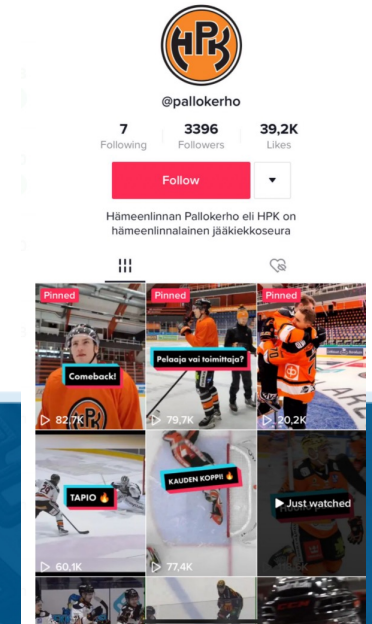 HPK
@pallokerho
7 3396 39,2K
Following Followers Likes
Follow
Hämeenlinnan Pallokerho eli HPK on
hämeenlinnalainen jääkiekkoseura
Pinned Pinned Pinned
Comeback!
Pelaaja vai toimittaja?
82,7K 79,7K 20,2K
TAPIO 🔥
KAUDEN KOPPI! 🔥
Just watched
60,1K 77,4K
CCM